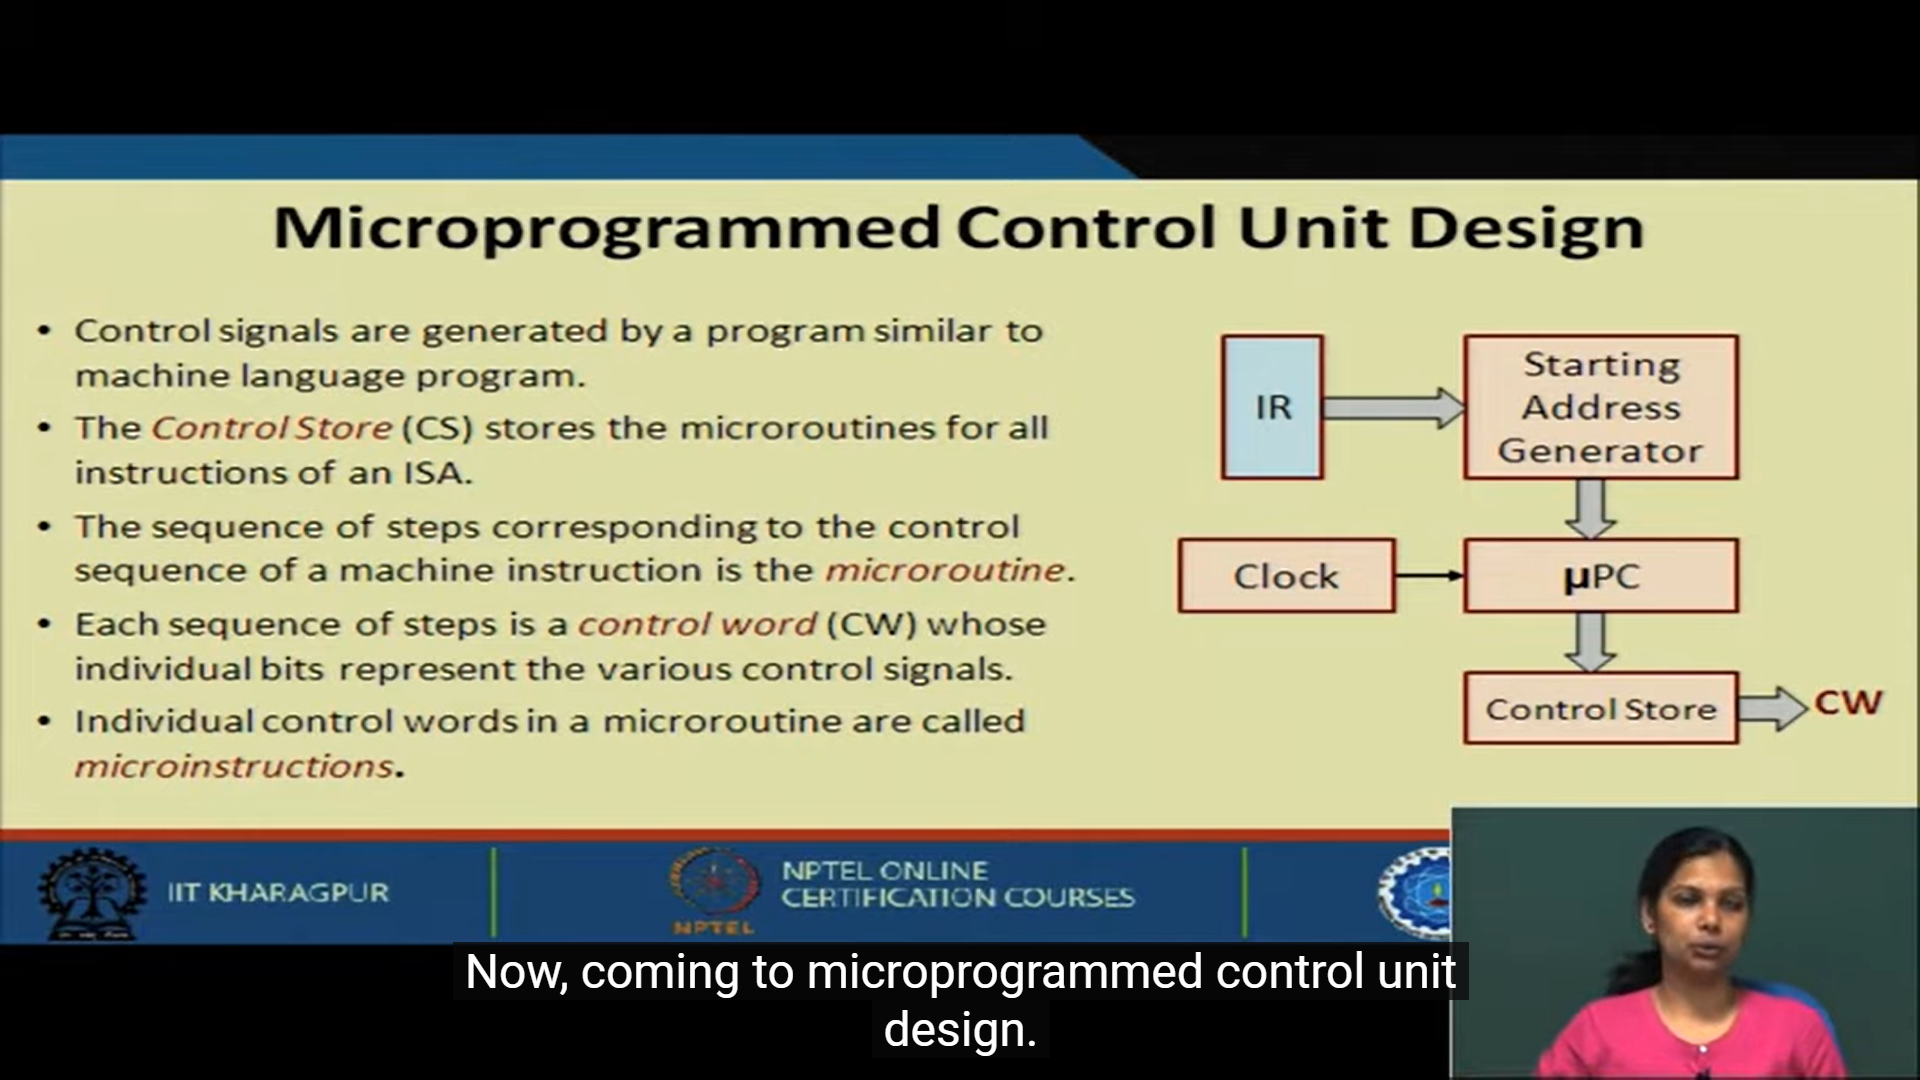 Microprogrammed Control Unit Design
• Control signals are generated by a program similar to
machine language program.
• The Control Store (CS) stores the microroutines for all
instructions of an ISA.
• The sequence of steps corresponding to the control
sequence of a machine instruction is the microroutine.
• Each sequence of steps is a control word (CW) whose
individual bits represent the various control signals.
• Individual control words in a microroutine are called
microinstructions.
IR
Starting
Address
Generator
Clock
µPC
Control Store
CW
IIT KHARAGPUR
NPTEL
NPTEL ONLINE
CERTIFICATION COURSES
Now, coming to microprogrammed control unit
design.